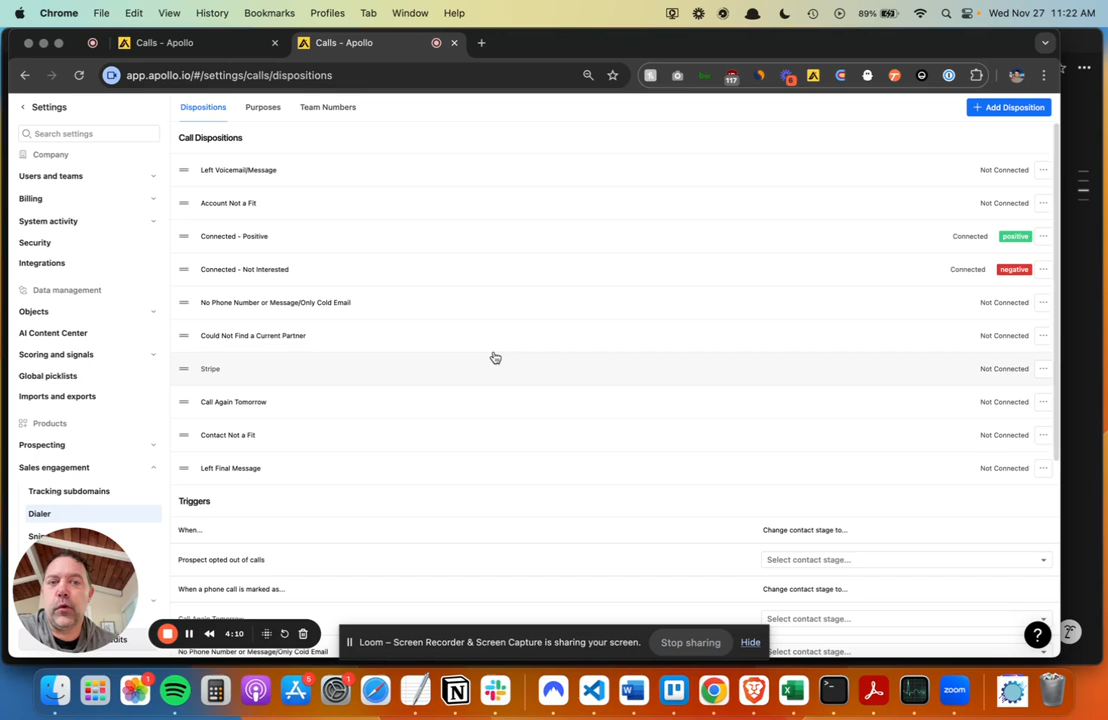 Chrome File Edit View History Bookmarks Profiles Tab Window Help 89% Wed Nov 27 11:22 AM
Calls - Apollo
Calls - Apollo
app.apollo.io/#/settings/calls/dispositions
117
6
Settings
Dispositions Purposes Team Numbers
Add Disposition
Search settings
Call Dispositions
Company
Users and teams
Billing
System activity
Security
Integrations
Data management
Objects
AI Content Center
Scoring and signals
Global picklists
Imports and exports
Products
Prospecting
Sales engagement
Tracking subdomains
Dialer
Left Voicemail/Message Not Connected
Account Not a Fit Not Connected
Connected - Positive Connected positive
Connected - Not Interested Connected negative
No Phone Number or Message/Only Cold Email Not Connected
Could Not Find a Current Partner Not Connected
Stripe Not Connected
Call Again Tomorrow Not Connected
Contact Not a Fit Not Connected
Left Final Message Not Connected
Triggers
When... Change contact stage to...
Prospect opted out of calls Select contact stage...
When a phone call is marked as... Change contact stage to...
Call Again Tomorrow Select contact stage...
No Phone Number or Message/Only Cold Email
4:10
Loom – Screen Recorder & Screen Capture is sharing your screen. Stop sharing Hide
?
1
5
1
zoom